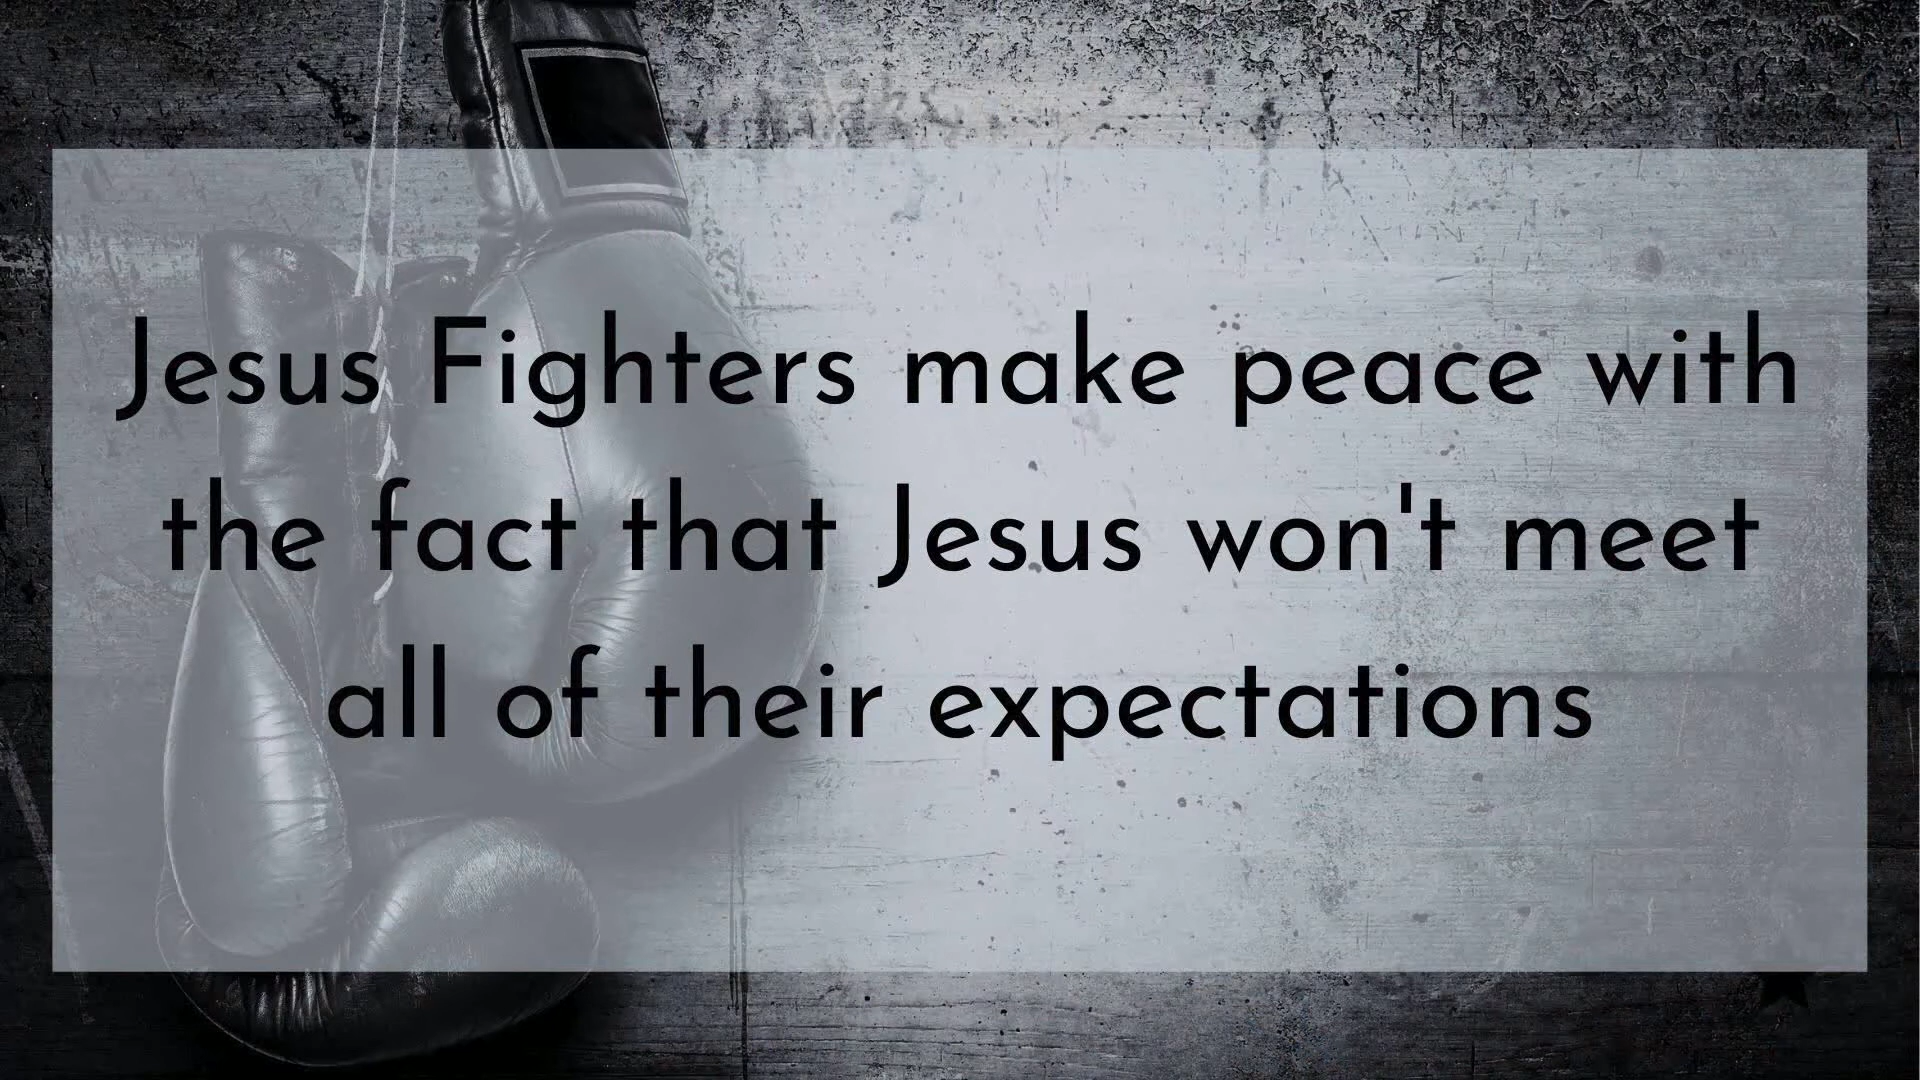 Jesus Fighters make peace with
the fact that Jesus won't meet
all of their expectations